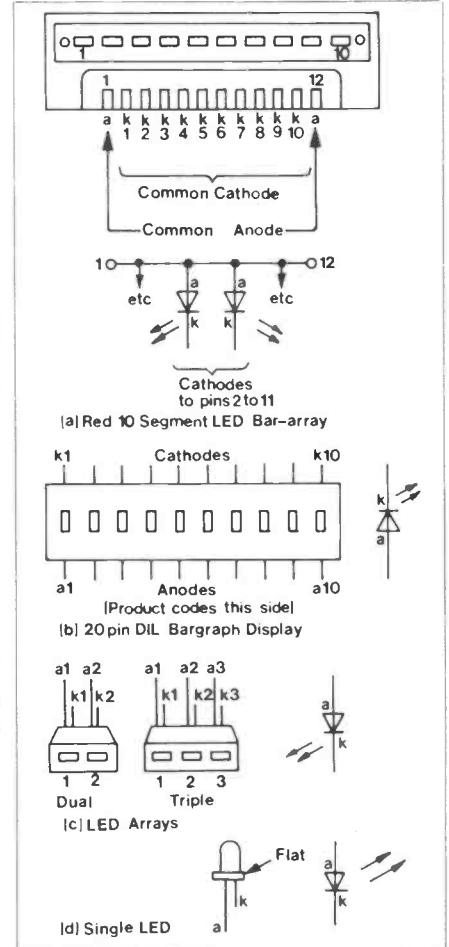 1 10
1 12
a k k k k k k k k k k a
1 2 3 4 5 6 7 8 9 10
Common Cathode
Common Anode
1 12
etc a a etc
k k
Cathodes
to pins 2 to 11
(a) Red 10 Segment LED Bar-array
k1 Cathodes k10
k
a
a1 Anodes a10
(Product codes this side)
(b) 20 pin DIL Bargraph Display
a1 a2 a1 a2 a3
k1 k2 k1 k2 k3
a
k
1 2 1 2 3
Dual Triple
(c) LED Arrays
Flat
a
k k
(d) Single LED a